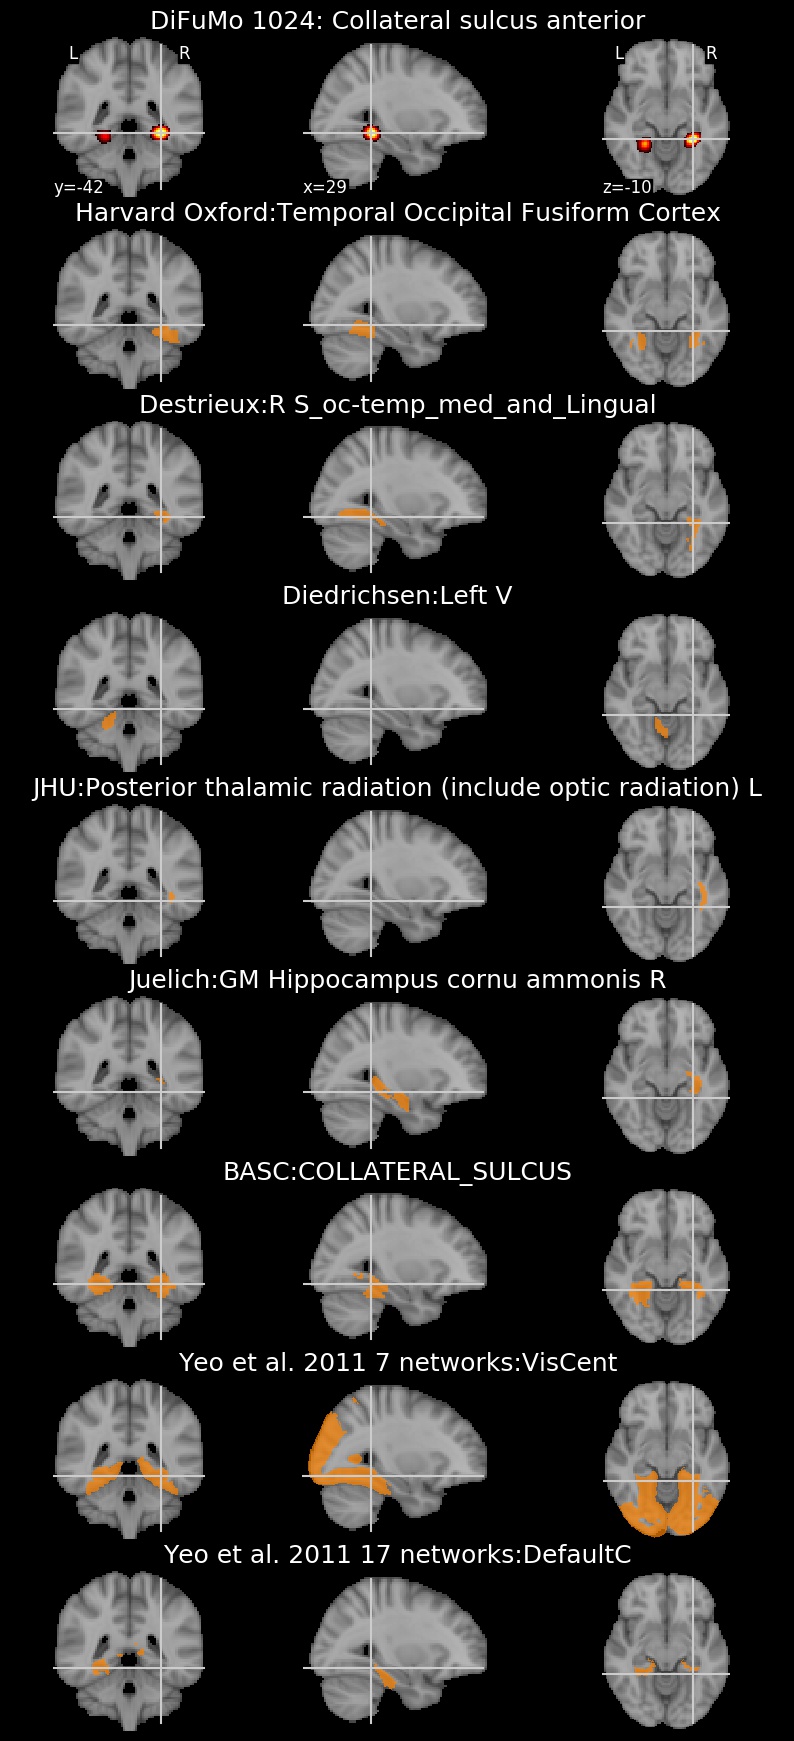 DiFuMo 1024: Collateral sulcus anterior
L R L R
y=-42 x=29 z=-10
Harvard Oxford:Temporal Occipital Fusiform Cortex
Destrieux:R S_oc-temp_med_and_Lingual
Diedrichsen:Left V
JHU:Posterior thalamic radiation (include optic radiation) L
Juelich:GM Hippocampus cornu ammonis R
BASC:COLLATERAL_SULCUS
Yeo et al. 2011 7 networks:VisCent
Yeo et al. 2011 17 networks:DefaultC